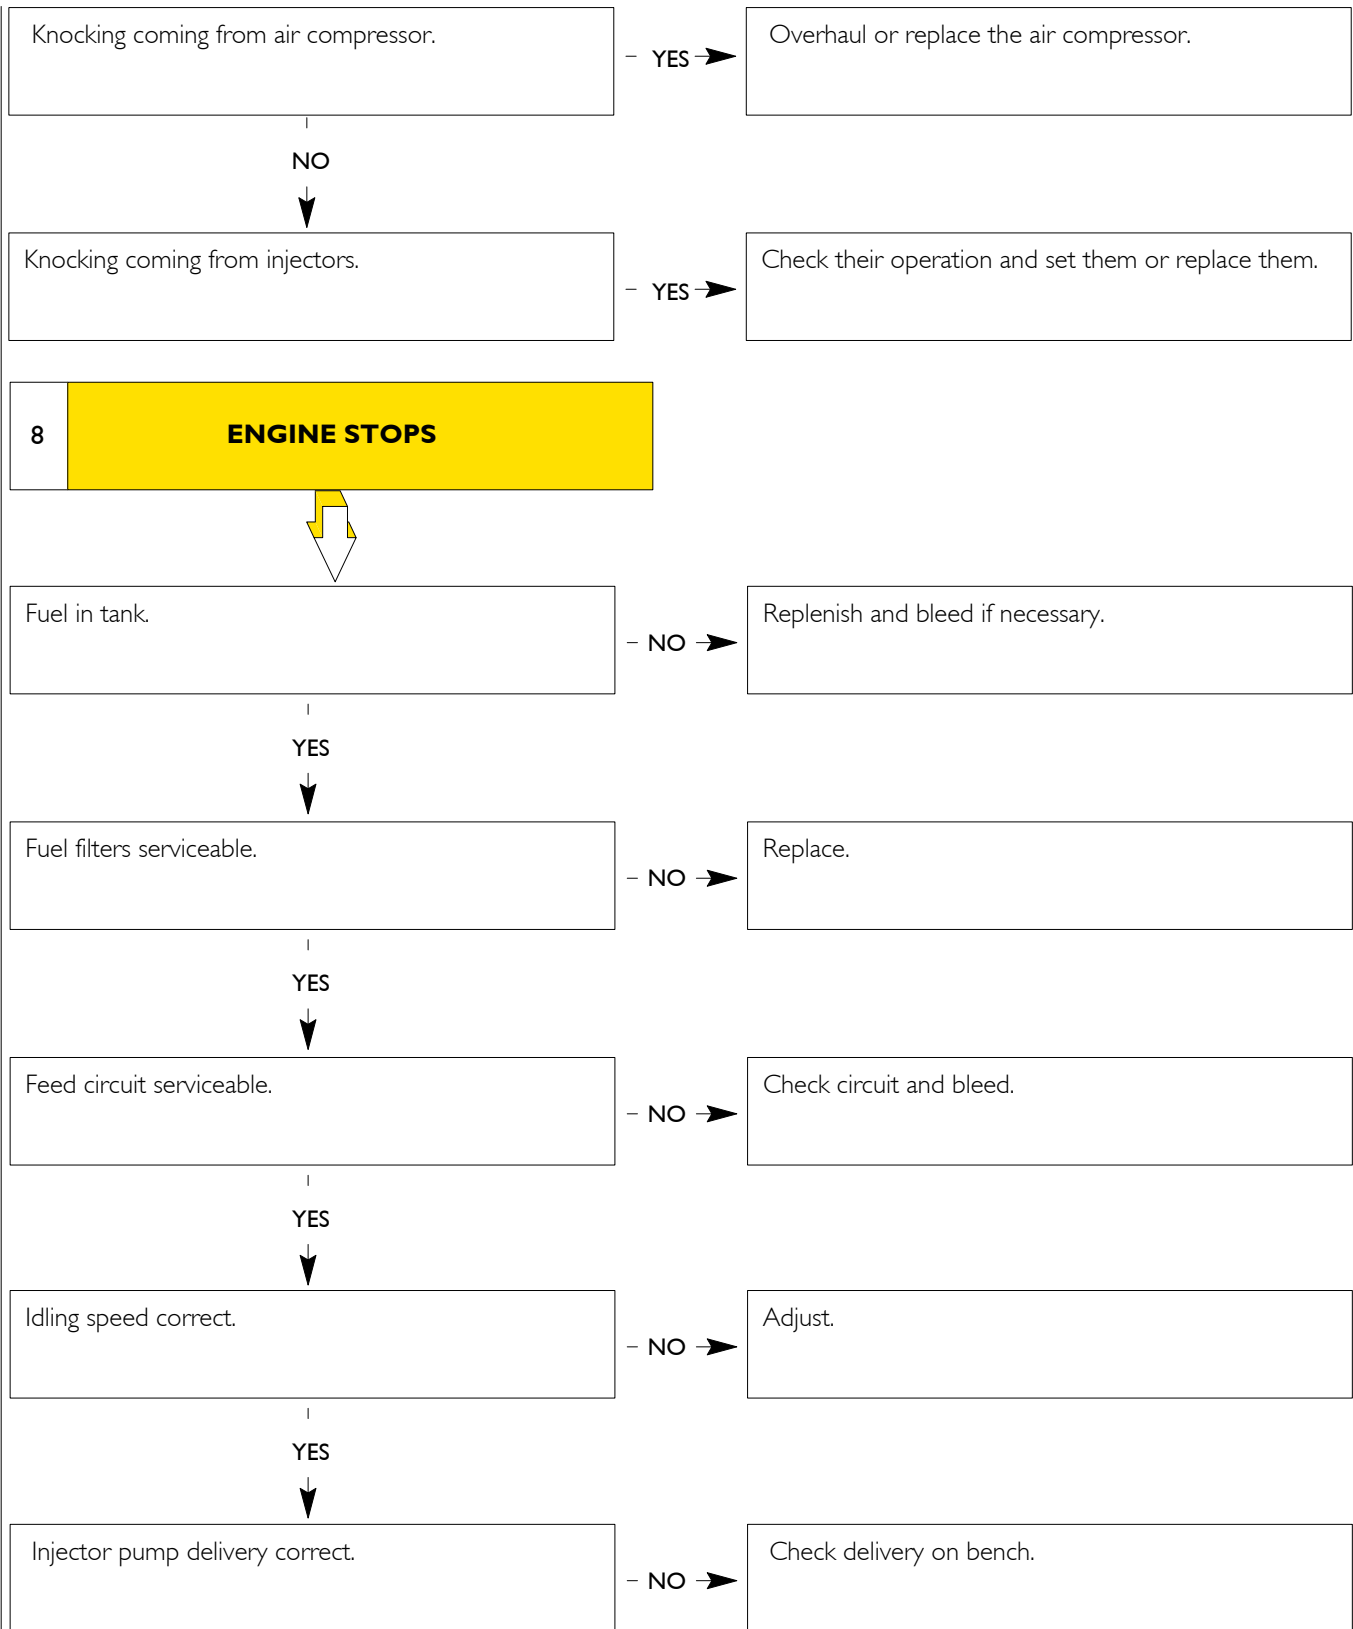 Knocking coming from air compressor.
YES
Overhaul or replace the air compressor.
NO
Knocking coming from injectors.
YES
Check their operation and set them or replace them.
8
ENGINE STOPS
Fuel in tank.
NO
Replenish and bleed if necessary.
YES
Fuel filters serviceable.
NO
Replace.
YES
Feed circuit serviceable.
NO
Check circuit and bleed.
YES
Idling speed correct.
NO
Adjust.
YES
Injector pump delivery correct.
NO
Check delivery on bench.